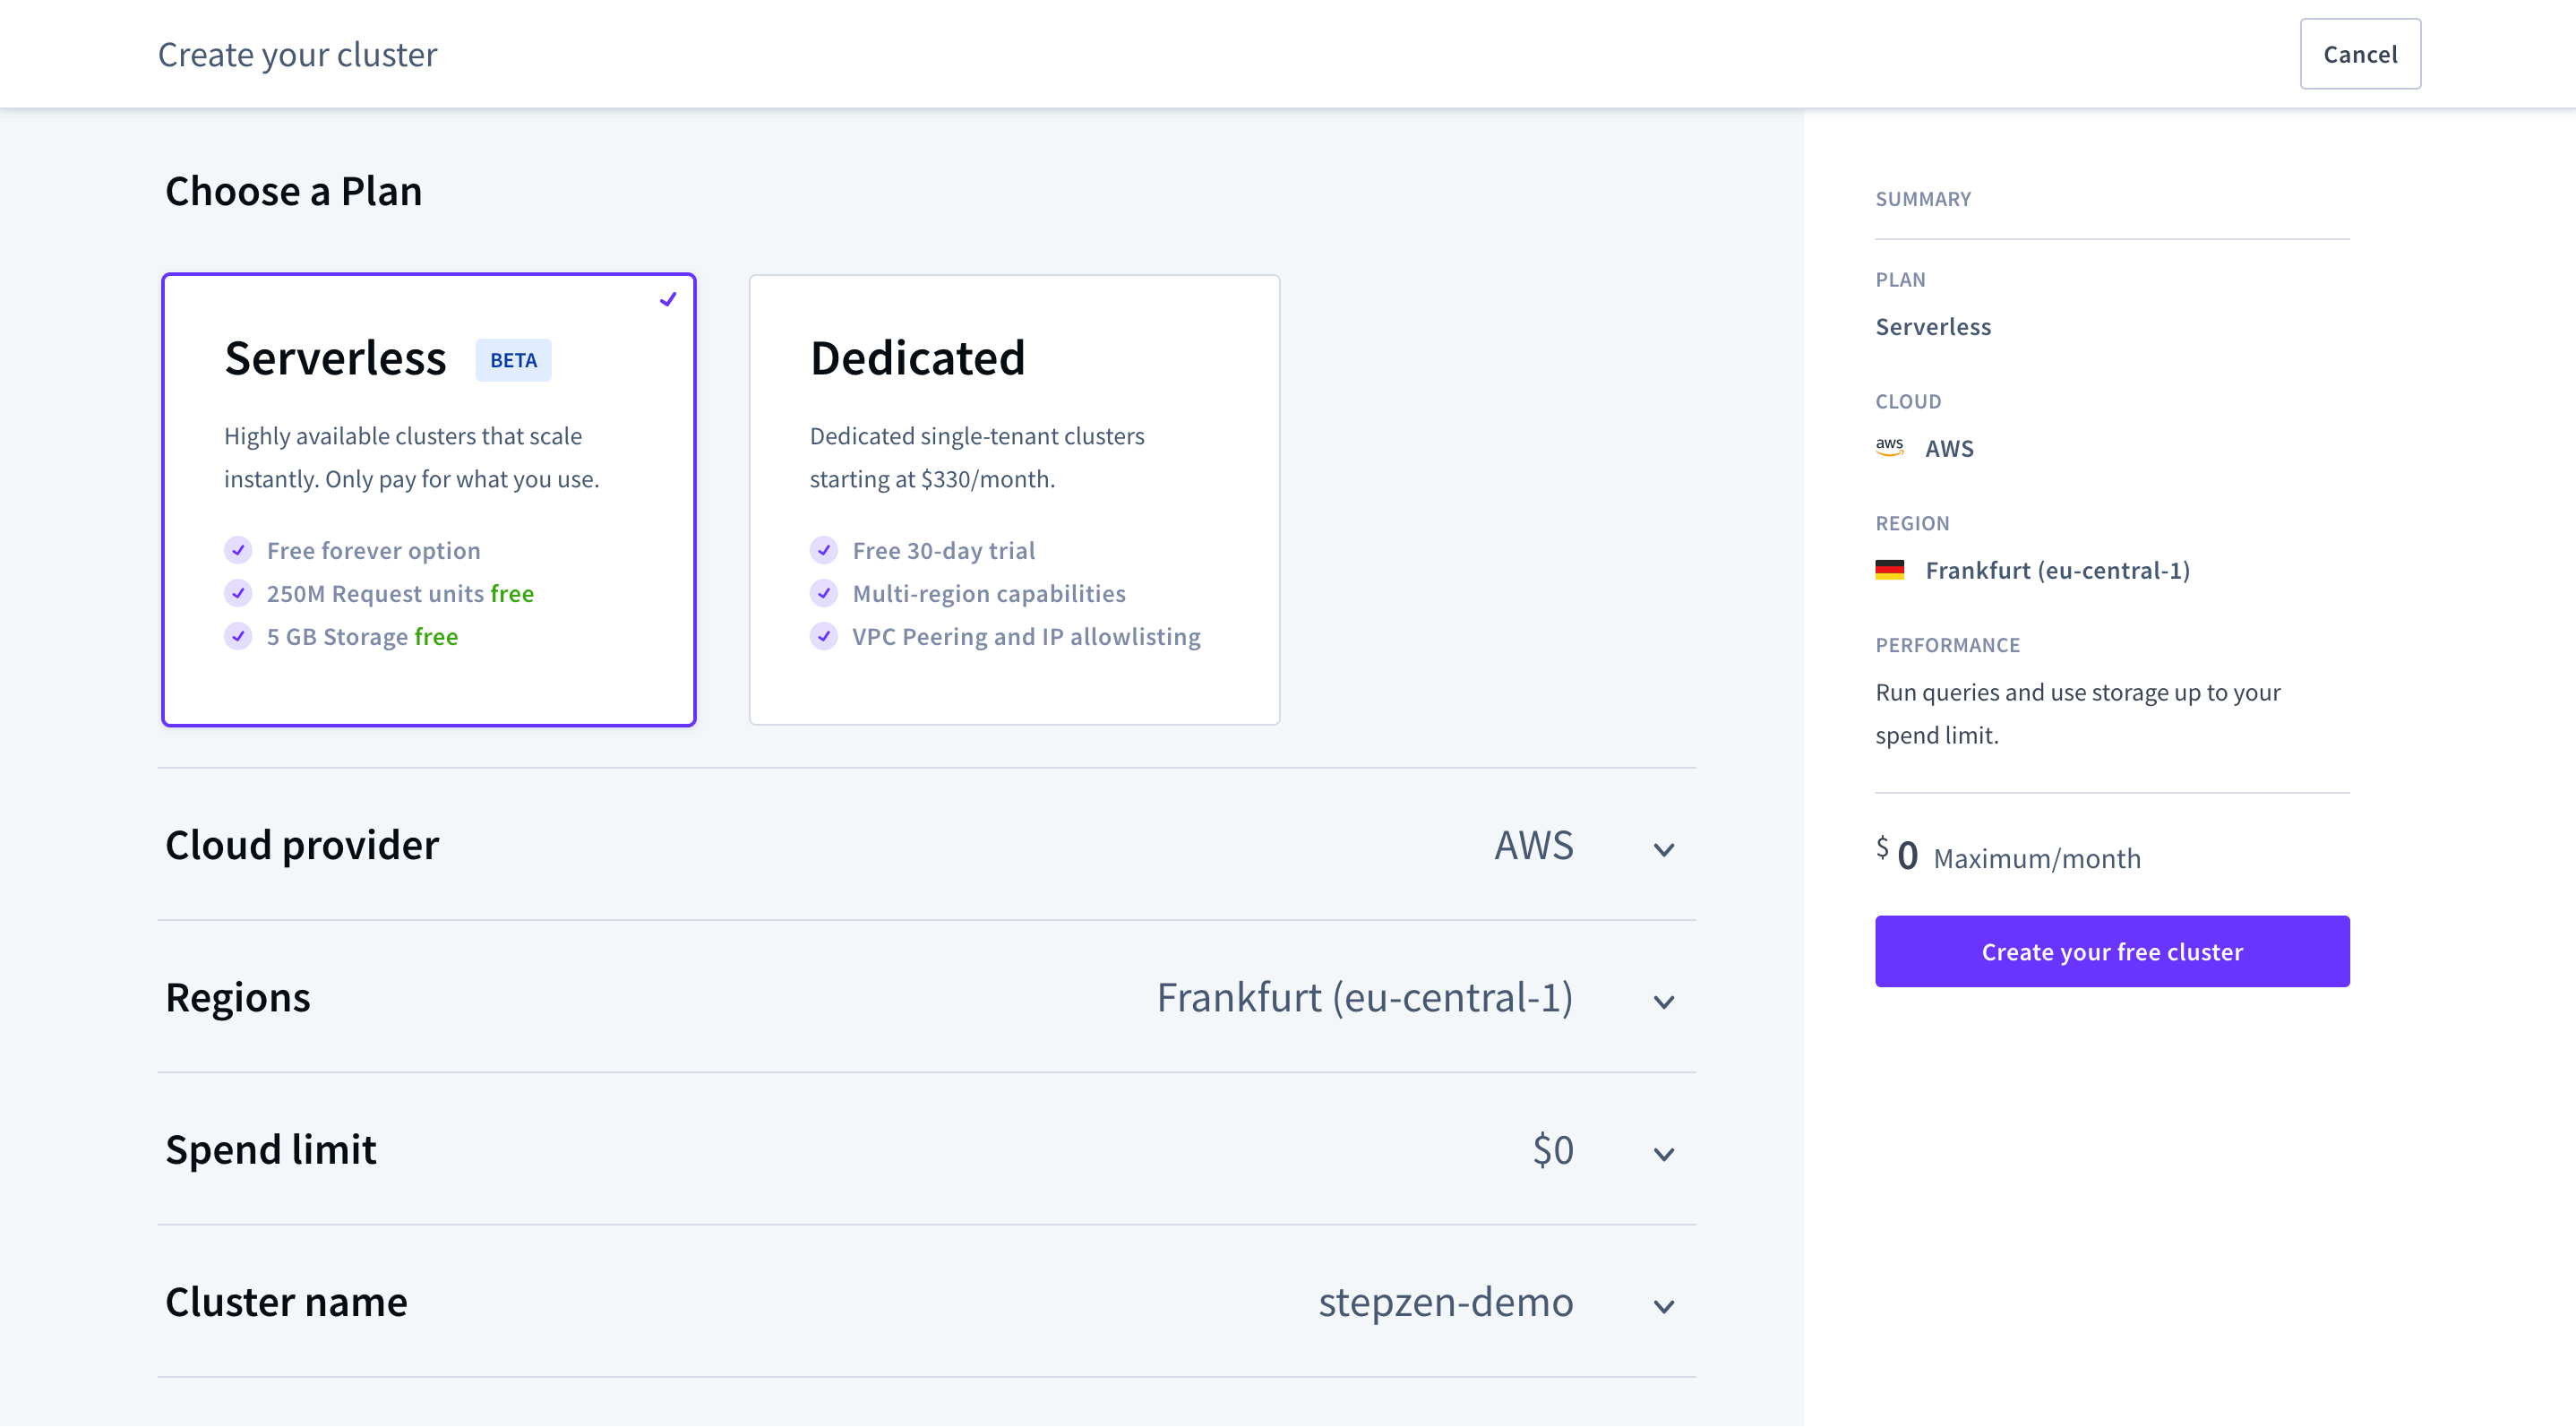 Create your cluster
Cancel
Choose a Plan
Serverless BETA
Highly available clusters that scale
instantly. Only pay for what you use.
Free forever option
250M Request units free
5 GB Storage free
Dedicated
Dedicated single-tenant clusters
starting at $330/month.
Free 30-day trial
Multi-region capabilities
VPC Peering and IP allowlisting
Cloud provider AWS
Regions Frankfurt (eu-central-1)
Spend limit $0
Cluster name stepzen-demo
SUMMARY
PLAN
Serverless
CLOUD
aws AWS
REGION
Frankfurt (eu-central-1)
PERFORMANCE
Run queries and use storage up to your
spend limit.
$ 0 Maximum/month
Create your free cluster